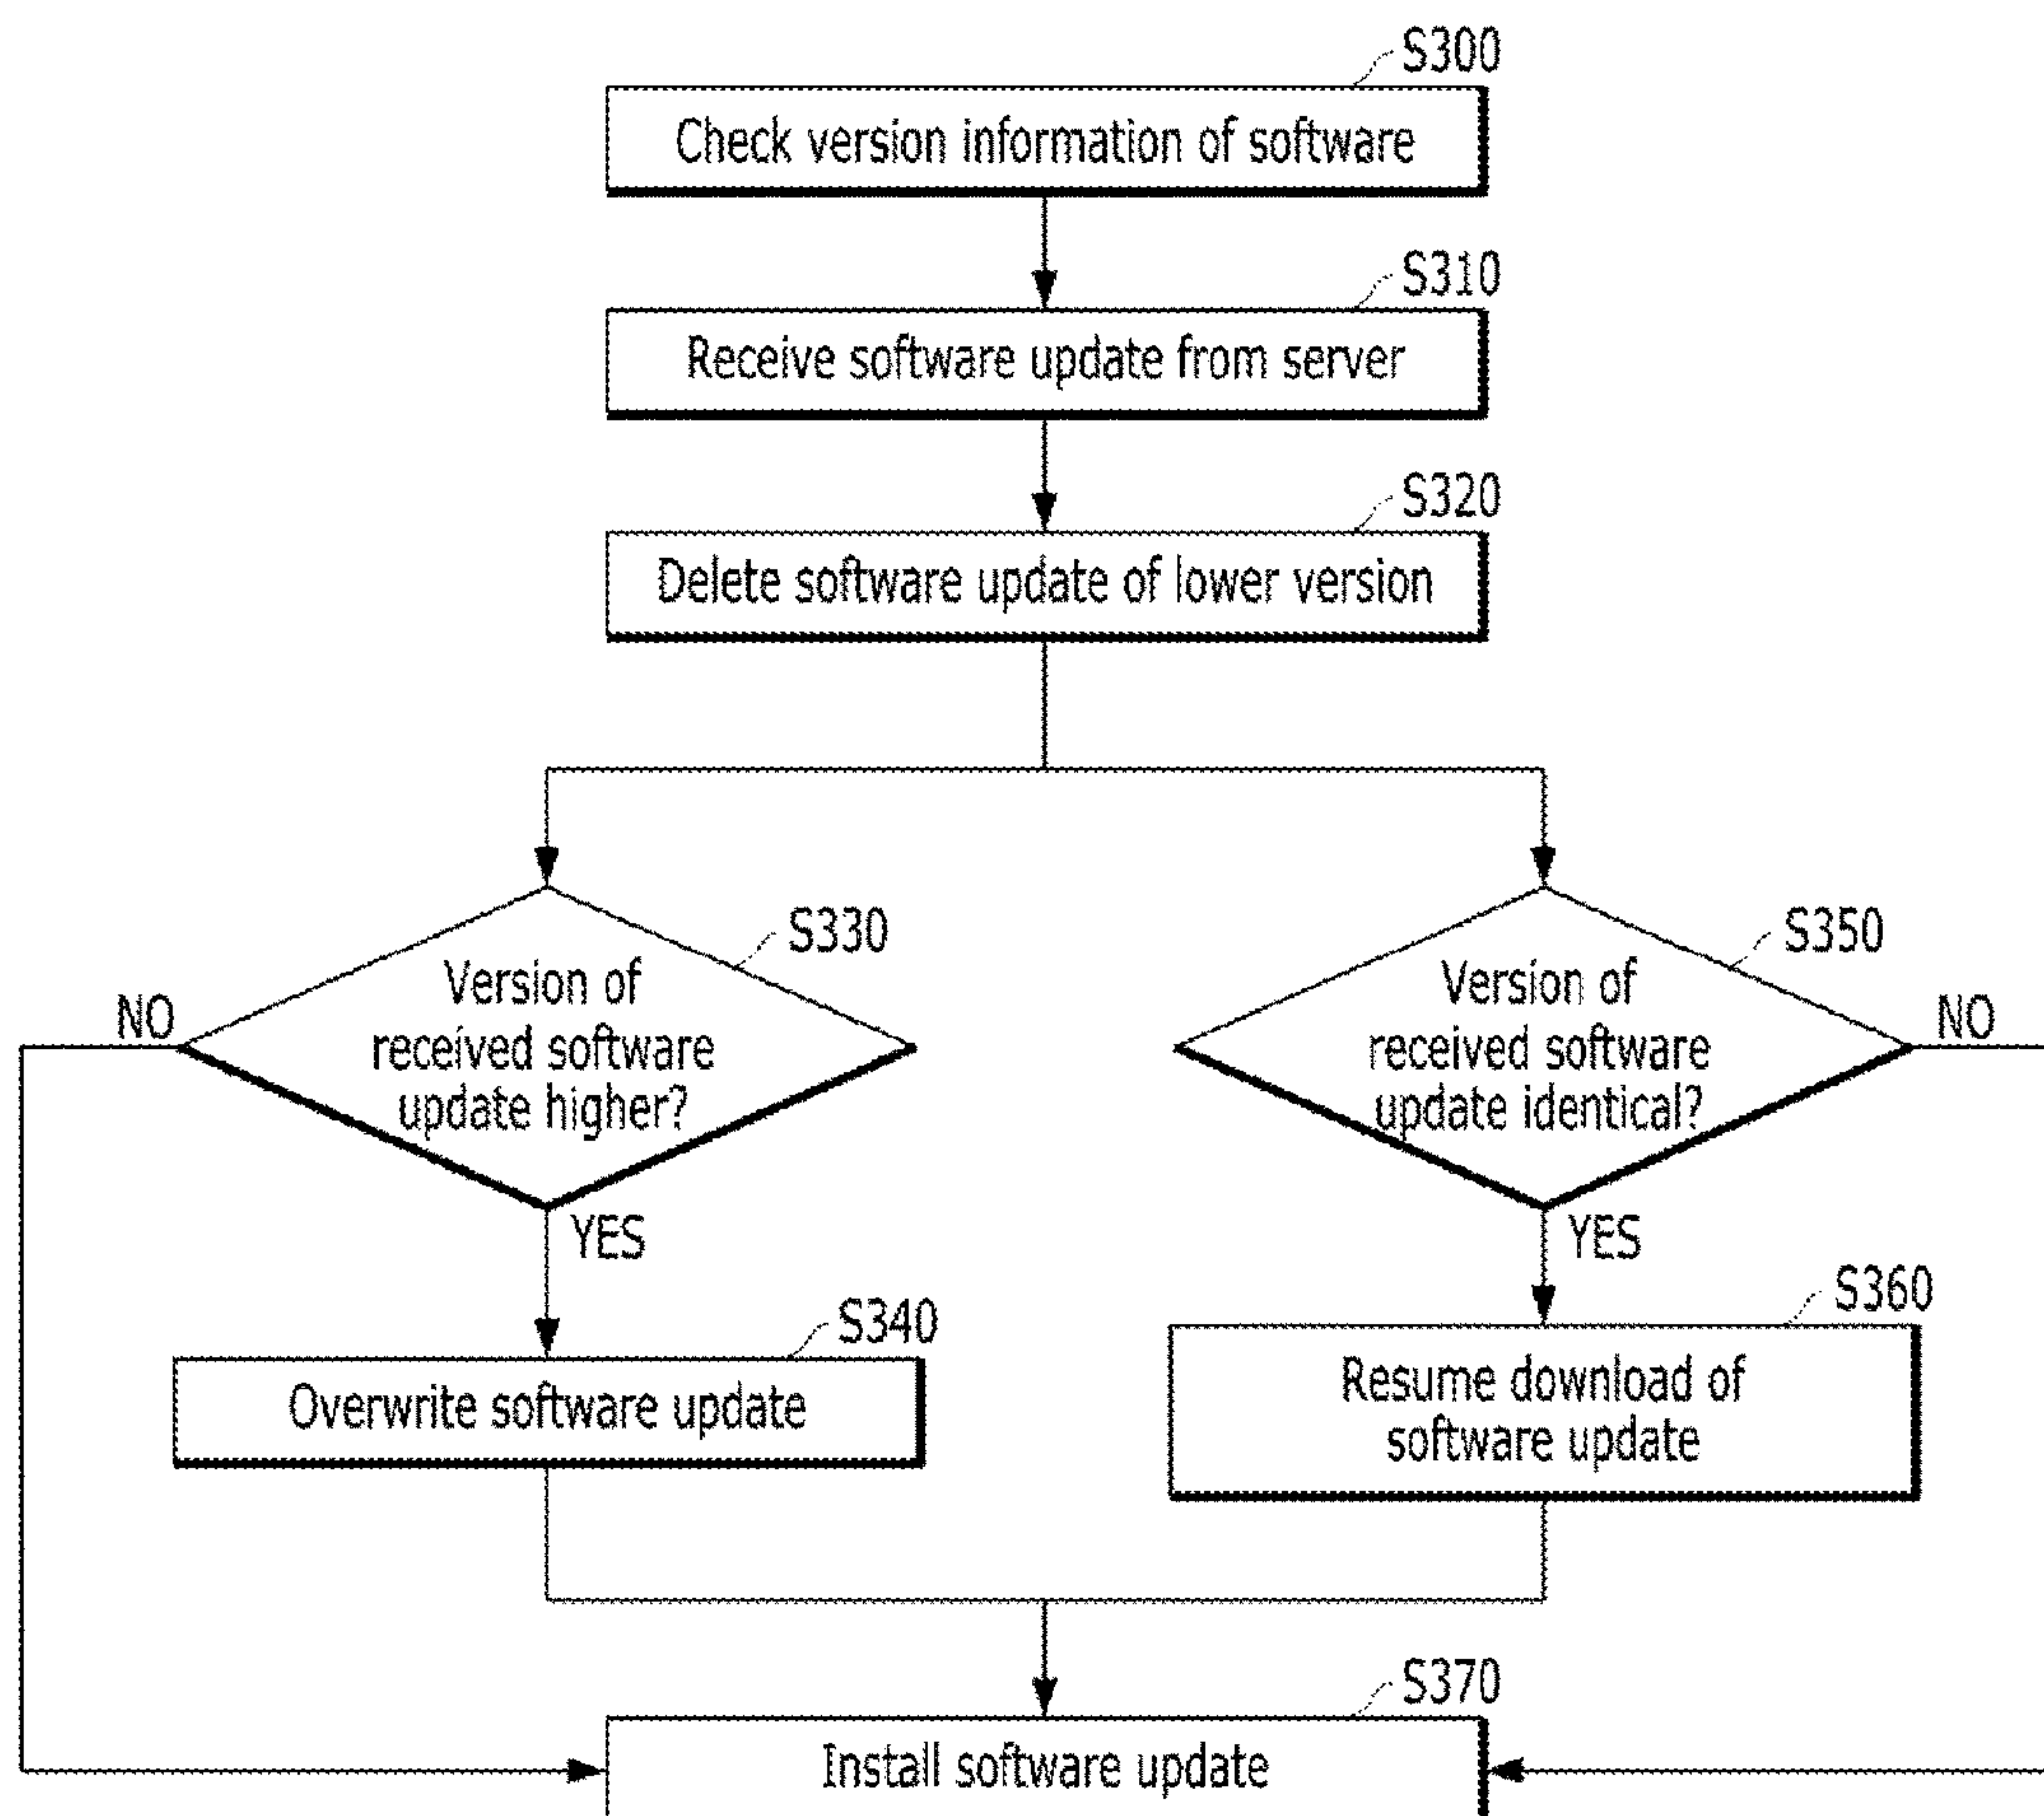 S300
Check version information of software
S310
Receive software update from server
S320
Delete software update of lower version
S330
Version of
received software
update higher?
NO
YES
S340
Overwrite software update
S350
Version of
received software
update identical?
NO
YES
S360
Resume download of
software update
S370
Install software update